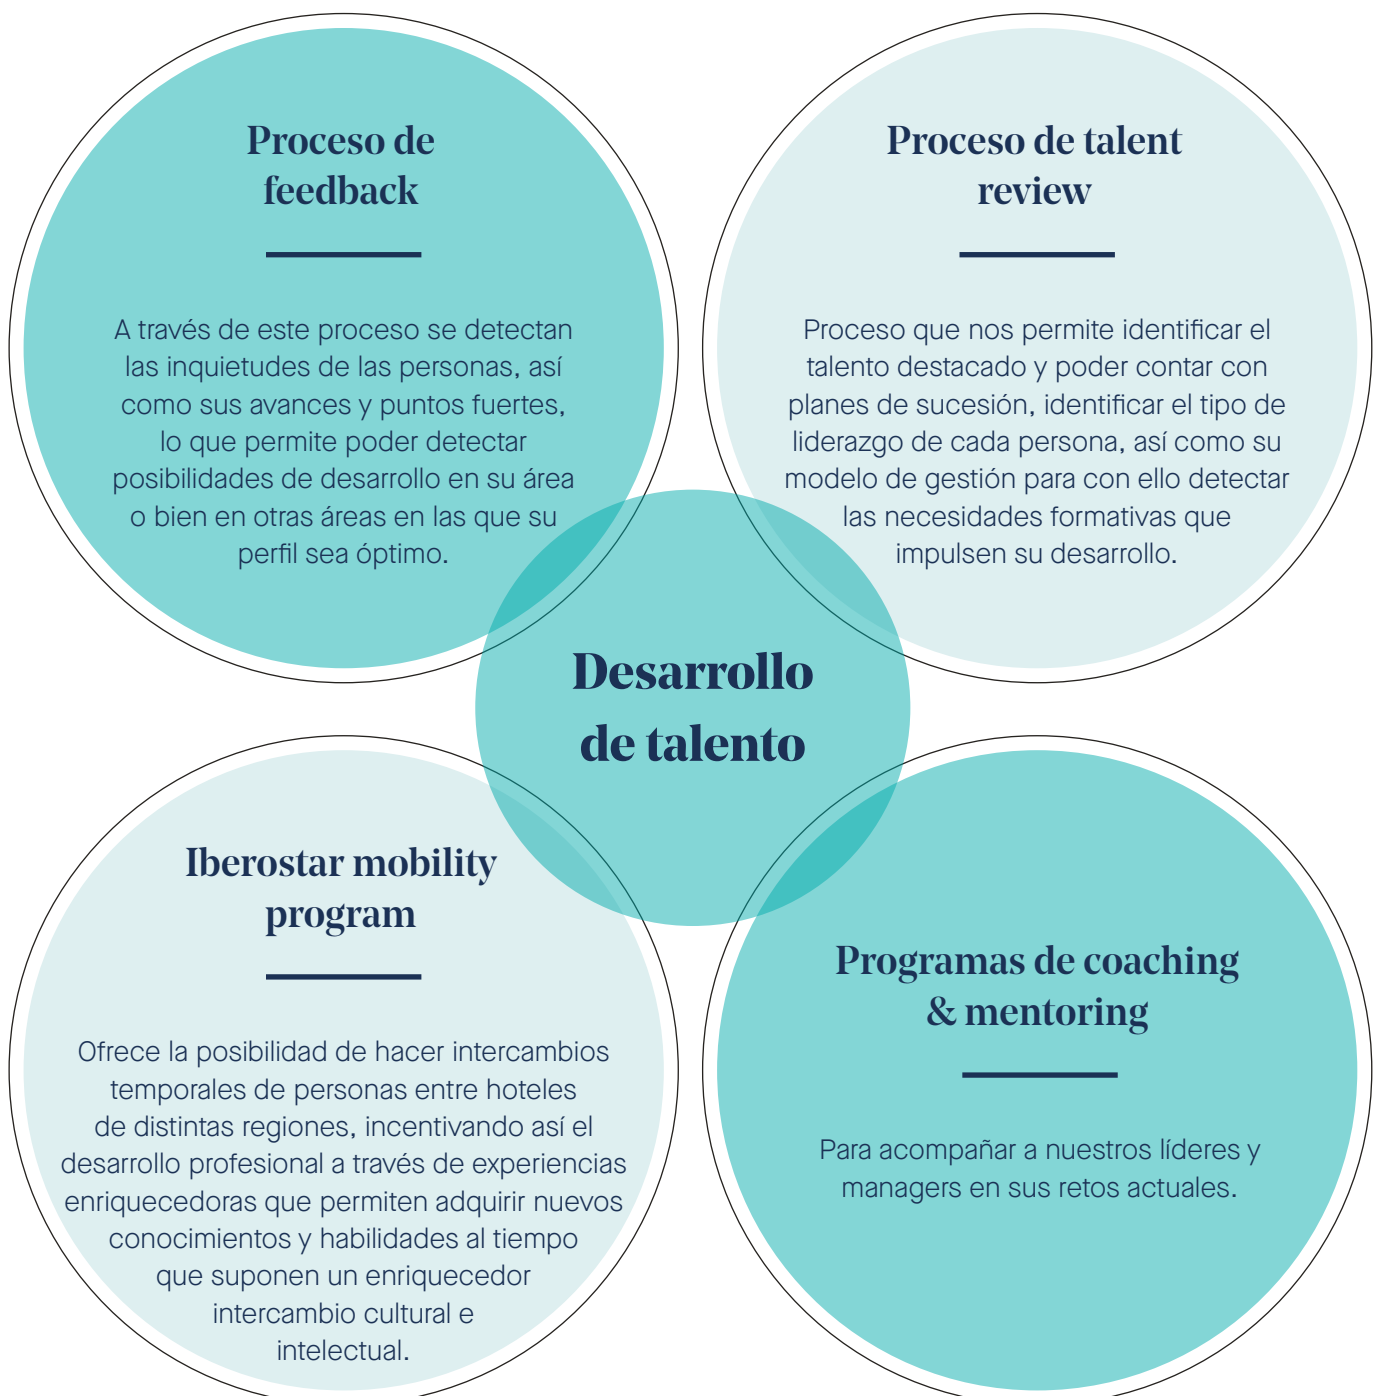 Proceso de
feedback
A través de este proceso se detectan
las inquietudes de las personas, así
como sus avances y puntos fuertes,
lo que permite poder detectar
posibilidades de desarrollo en su área
o bien en otras áreas en las que su
perfil sea óptimo.
Proceso de talent
review
Proceso que nos permite identificar el
talento destacado y poder contar con
planes de sucesión, identificar el tipo de
liderazgo de cada persona, así como su
modelo de gestión para con ello detectar
las necesidades formativas que
impulsen su desarrollo.
Desarrollo
de talento
Iberostar mobility
program
Ofrece la posibilidad de hacer intercambios
temporales de personas entre hoteles
de distintas regiones, incentivando así el
desarrollo profesional a través de experiencias
enriquecedoras que permiten adquirir nuevos
conocimientos y habilidades al tiempo
que suponen un enriquecedor
intercambio cultural e
intelectual.
Programas de coaching
& mentoring
Para acompañar a nuestros líderes y
managers en sus retos actuales.